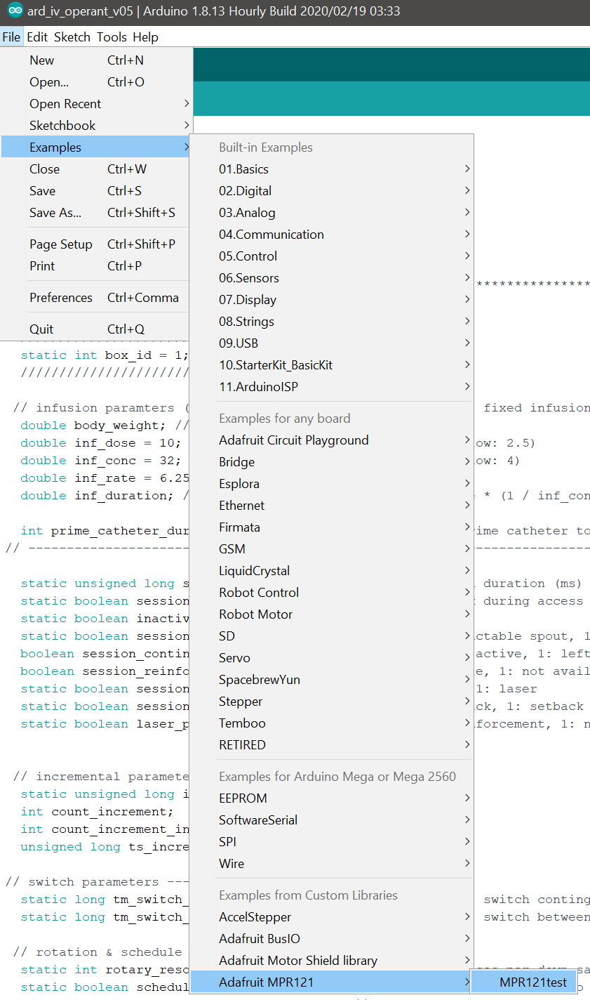 ard_iv_operant_v05 | Arduino 1.8.13 Hourly Build 2020/02/19 03:33
File Edit Sketch Tools Help
New Ctrl+N
Open... Ctrl+O
Open Recent
Sketchbook
Examples
Close Ctrl+W
Save Ctrl+S
Save As... Ctrl+Shift+S
Page Setup Ctrl+Shift+P
Print Ctrl+P
Preferences Ctrl+Comma
Quit Ctrl+Q
Built-in Examples
01.Basics
02.Digital
03.Analog
04.Communication
05.Control
06.Sensors
07.Display
08.Strings
09.USB
10.StarterKit_BasicKit
11.ArduinoISP
Examples for any board
Adafruit Circuit Playground
Bridge
Esplora
Ethernet
Firmata
GSM
LiquidCrystal
Robot Control
Robot Motor
SD
Servo
SpacebrewYun
Stepper
Temboo
RETIRED
Examples for Arduino Mega or Mega 2560
EEPROM
SoftwareSerial
SPI
Wire
Examples from Custom Libraries
AccelStepper
Adafruit BusIO
Adafruit Motor Shield library
Adafruit MPR121
MPR121test
***************
static int box_id = 1;
//////////////////////
// infusion paramters ( fixed infusion
double body_weight; //
double inf_dose = 10; ow: 2.5)
double inf_conc = 32; ow: 4)
double inf_rate = 6.25
double inf_duration; / * (1 / inf_con
int prime_catheter_dur ime catheter to
// ---------------------
static unsigned long s duration (ms)
static boolean session during access
static boolean inactiv
static boolean session ctable spout, 1
boolean session_contin active, 1: left
boolean session_reinfo e, 1: not avail
static boolean session 1: laser
static boolean session ck, 1: setback
static boolean laser_p forcement, 1: n
// incremental paramete
static unsigned long i
int count_increment;
int count_increment_in
unsigned long ts_incre
// switch parameters ---
static long tm_switch_ switch conting
static long tm_switch_ switch between
// rotation & schedule
static int rotary_reso
static boolean schedul